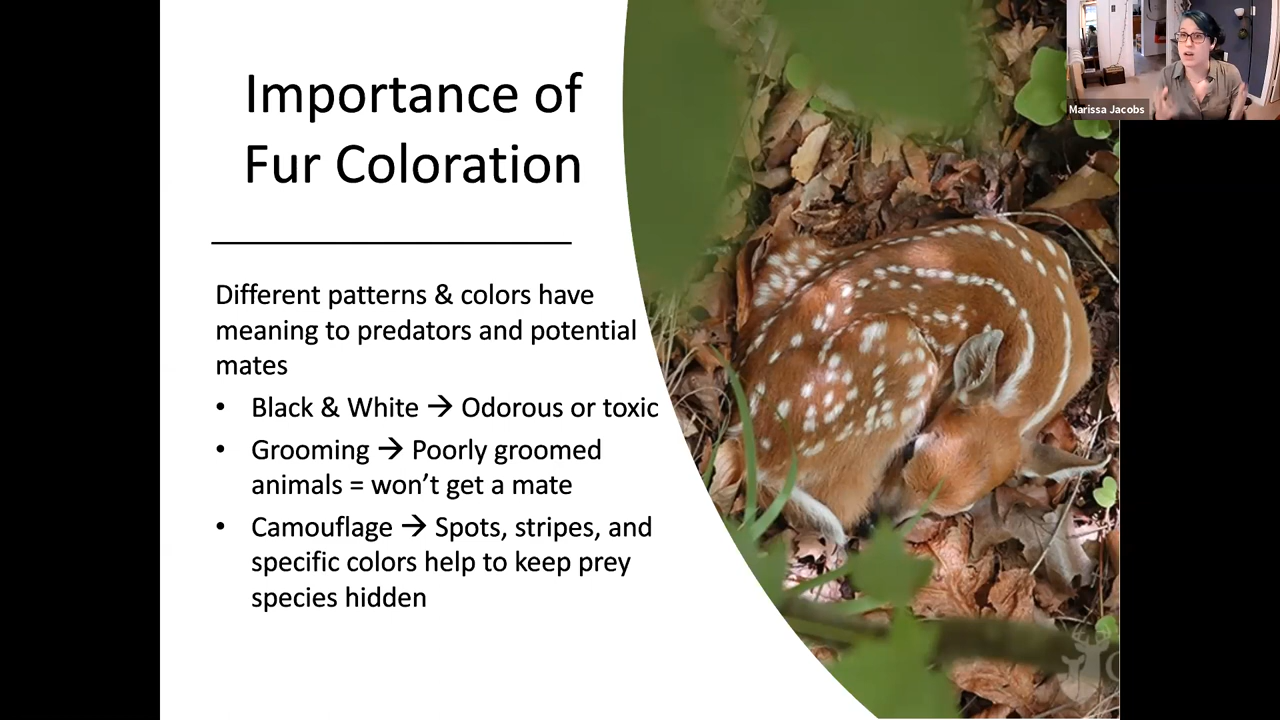 Importance of
Fur Coloration
Different patterns & colors have
meaning to predators and potential
mates
• Black & White → Odorous or toxic
• Grooming → Poorly groomed
animals = won’t get a mate
• Camouflage → Spots, stripes, and
specific colors help to keep prey
species hidden
Marissa Jacobs